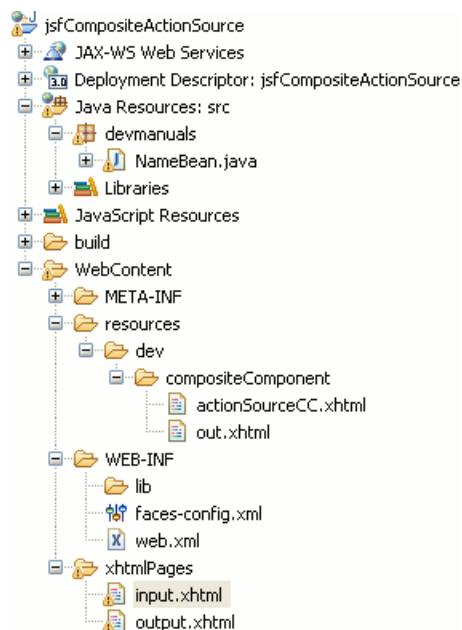 jsfCompositeActionSource
JAX-WS Web Services
3.0 Deployment Descriptor: jsfCompositeActionSource
Java Resources: src
devmanuals
J NameBean.java
Libraries
JavaScript Resources
build
WebContent
META-INF
resources
dev
compositeComponent
actionSourceCC.xhtml
out.xhtml
WEB-INF
lib
faces-config.xml
X web.xml
xhtmlPages
input.xhtml
output.xhtml